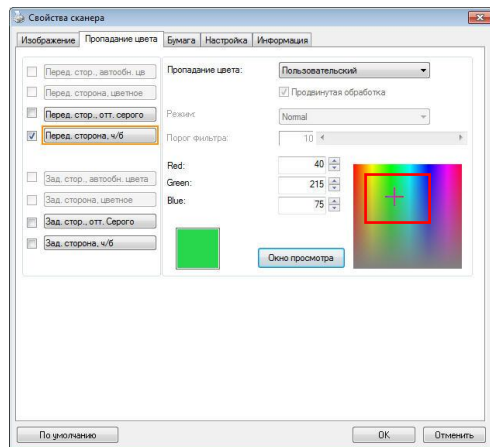 Свойства сканера
Изображение Пропадание цвета Бумага Настройка Информация
Перед. стор., автообн. цв
Перед. сторона, цветное
Перед. стор., отт. серого
Перед. сторона, ч/б
Зад. стор., автообн. цвета
Зад. сторона, цветное
Зад. стор., отт. Серого
Зад. сторона, ч/б
Пропадание цвета: Пользовательский
Продвинутая обработка
Режим: Normal
Порог фильтра: 10
Red: 40
Green: 215
Blue: 75
Окно просмотра
По умолчанию OK Отменить